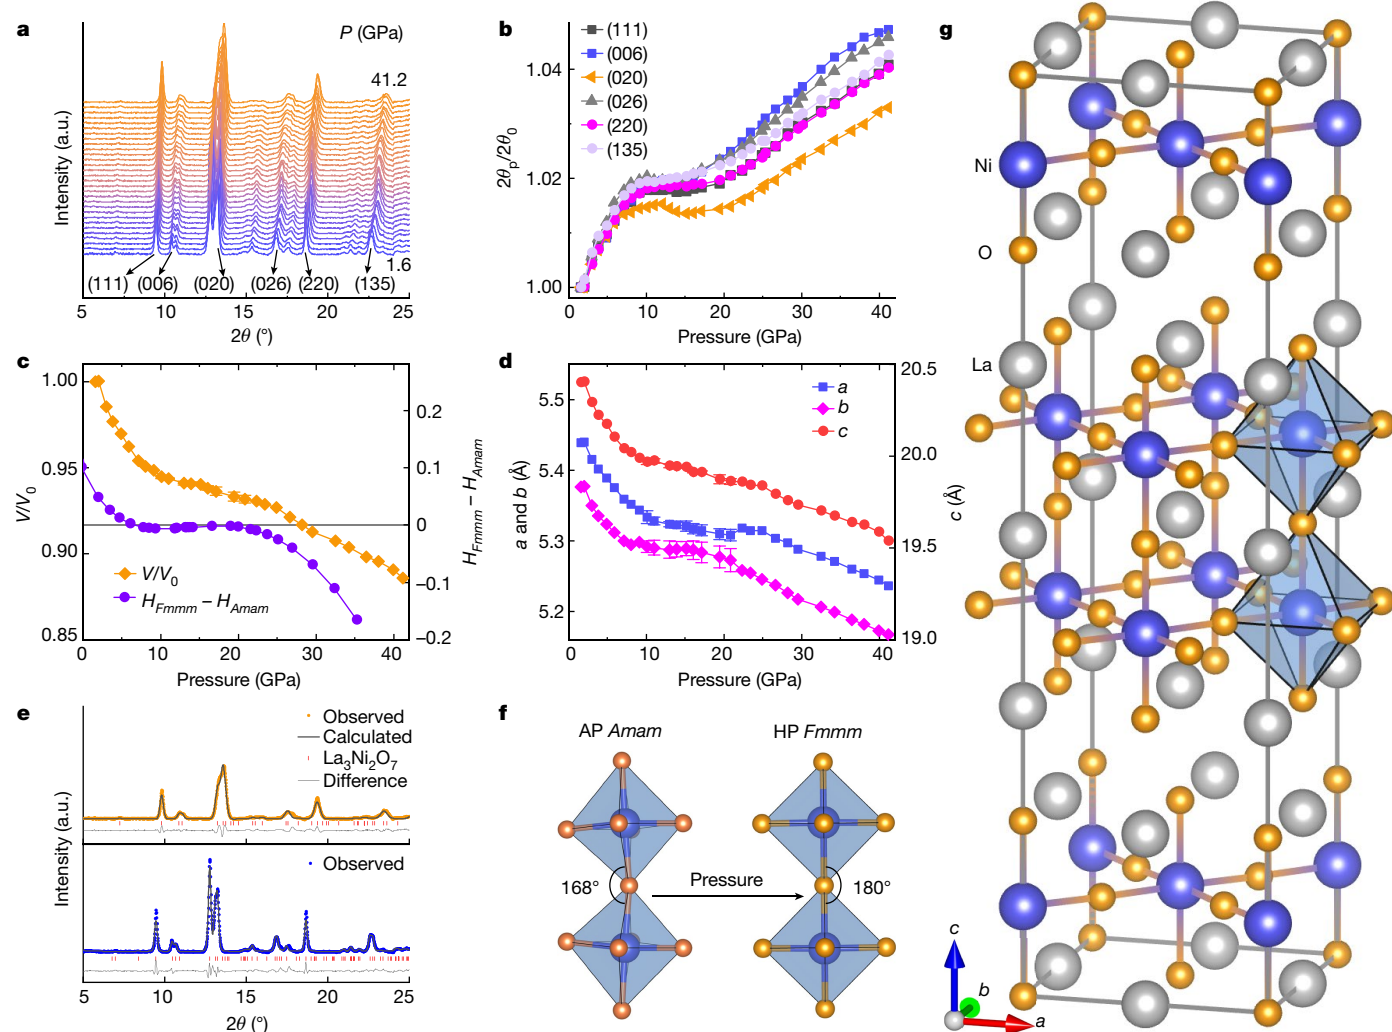 a
P (GPa)
41.2
1.6
Intensity (a.u.)
(111) (006) (020) (026) (220) (135)
5 10 15 20 25
2θ (°)
b
(111)
(006)
(020)
(026)
(220)
(135)
1.04
1.02
1.00
2θp/2θ0
0 10 20 30 40
Pressure (GPa)
c
1.00
0.95
0.90
0.85
V/V0
0.2
0.1
0
−0.1
−0.2
HFmmm − HAmam
V/V0
HFmmm − HAmam
0 10 20 30 40
Pressure (GPa)
d
a
b
c
5.5
5.4
5.3
5.2
a and b (Å)
20.5
20.0
19.5
19.0
c (Å)
0 10 20 30 40
Pressure (GPa)
e
Observed
Calculated
La3Ni2O7
Difference
Observed
Intensity (a.u.)
5 10 15 20 25
2θ (°)
f
AP Amam
HP Fmmm
168°
Pressure
180°
g
Ni
O
La
c
b
a